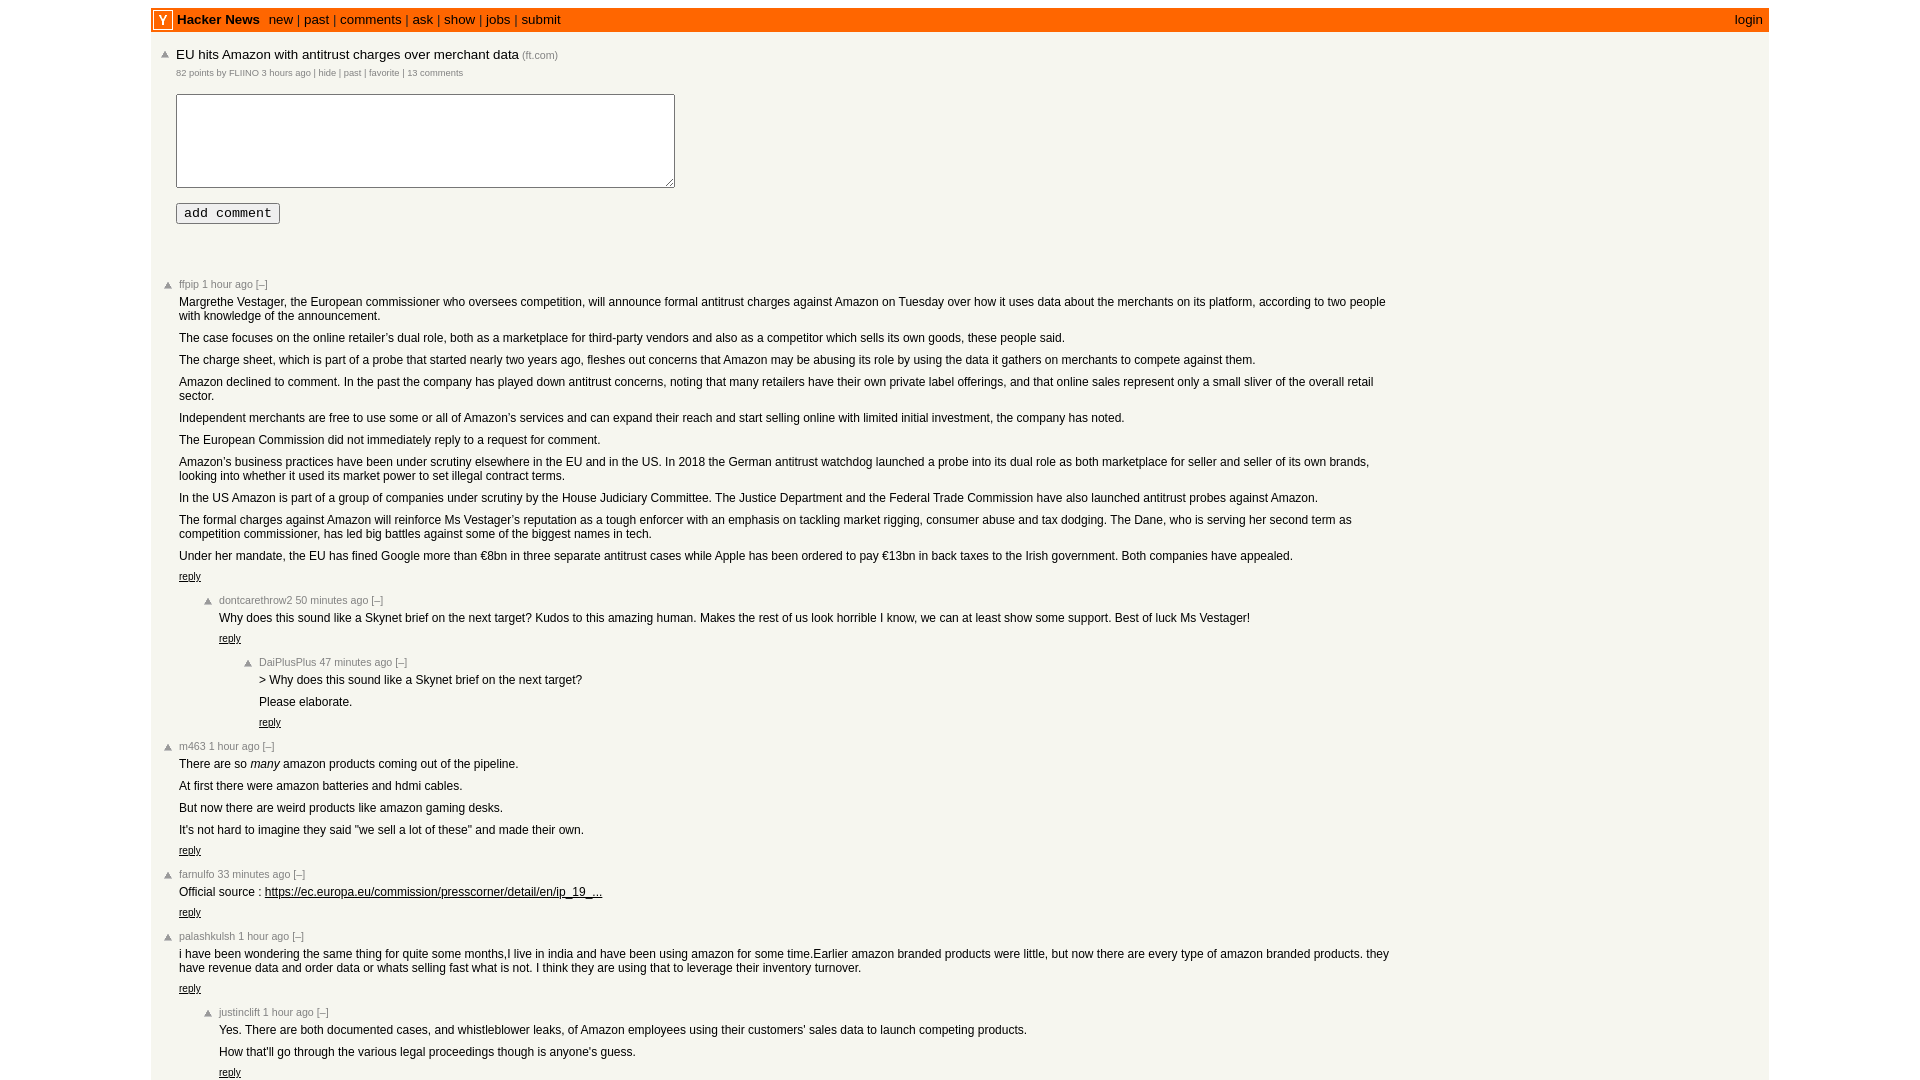 Y Hacker News new | past | comments | ask | show | jobs | submit login
EU hits Amazon with antitrust charges over merchant data (ft.com)
82 points by FLIINO 3 hours ago | hide | past | favorite | 13 comments
add comment
ffpip 1 hour ago [–]
Margrethe Vestager, the European commissioner who oversees competition, will announce formal antitrust charges against Amazon on Tuesday over how it uses data about the merchants on its platform, according to two people
with knowledge of the announcement.
The case focuses on the online retailer’s dual role, both as a marketplace for third-party vendors and also as a competitor which sells its own goods, these people said.
The charge sheet, which is part of a probe that started nearly two years ago, fleshes out concerns that Amazon may be abusing its role by using the data it gathers on merchants to compete against them.
Amazon declined to comment. In the past the company has played down antitrust concerns, noting that many retailers have their own private label offerings, and that online sales represent only a small sliver of the overall retail
sector.
Independent merchants are free to use some or all of Amazon’s services and can expand their reach and start selling online with limited initial investment, the company has noted.
The European Commission did not immediately reply to a request for comment.
Amazon’s business practices have been under scrutiny elsewhere in the EU and in the US. In 2018 the German antitrust watchdog launched a probe into its dual role as both marketplace for seller and seller of its own brands,
looking into whether it used its market power to set illegal contract terms.
In the US Amazon is part of a group of companies under scrutiny by the House Judiciary Committee. The Justice Department and the Federal Trade Commission have also launched antitrust probes against Amazon.
The formal charges against Amazon will reinforce Ms Vestager’s reputation as a tough enforcer with an emphasis on tackling market rigging, consumer abuse and tax dodging. The Dane, who is serving her second term as
competition commissioner, has led big battles against some of the biggest names in tech.
Under her mandate, the EU has fined Google more than €8bn in three separate antitrust cases while Apple has been ordered to pay €13bn in back taxes to the Irish government. Both companies have appealed.
reply
dontcarethrow2 50 minutes ago [–]
Why does this sound like a Skynet brief on the next target? Kudos to this amazing human. Makes the rest of us look horrible I know, we can at least show some support. Best of luck Ms Vestager!
reply
DaiPlusPlus 47 minutes ago [–]
> Why does this sound like a Skynet brief on the next target?
Please elaborate.
reply
m463 1 hour ago [–]
There are so many amazon products coming out of the pipeline.
At first there were amazon batteries and hdmi cables.
But now there are weird products like amazon gaming desks.
It's not hard to imagine they said "we sell a lot of these" and made their own.
reply
farnulfo 33 minutes ago [–]
Official source : https://ec.europa.eu/commission/presscorner/detail/en/ip_19_...
reply
palashkulsh 1 hour ago [–]
i have been wondering the same thing for quite some months,I live in india and have been using amazon for some time.Earlier amazon branded products were little, but now there are every type of amazon branded products. they
have revenue data and order data or whats selling fast what is not. I think they are using that to leverage their inventory turnover.
reply
justinclift 1 hour ago [–]
Yes. There are both documented cases, and whistleblower leaks, of Amazon employees using their customers' sales data to launch competing products.
How that'll go through the various legal proceedings though is anyone's guess.
reply